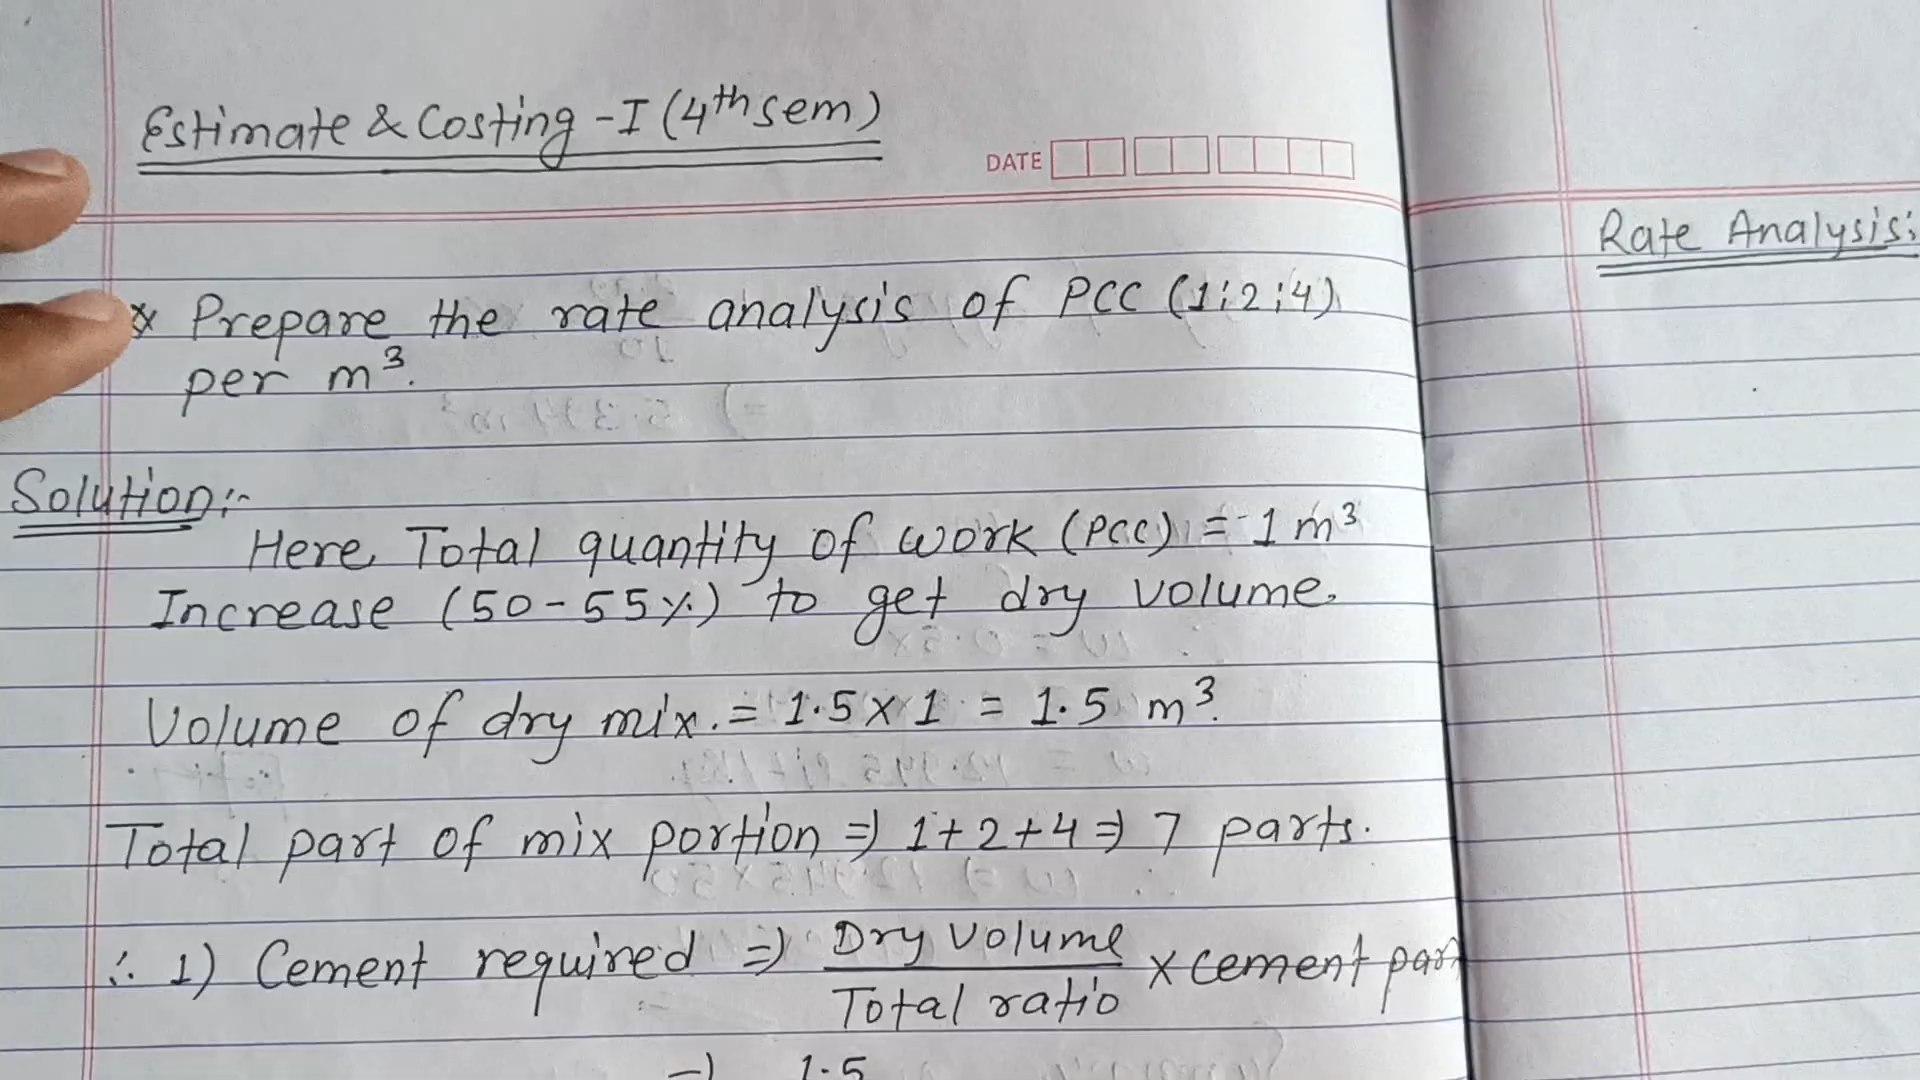 Estimate & Costing -I (4th sem)
DATE
Rate Analysis:
* Prepare the rate analysis of PCC (1:2:4)
per m³.
Solution:-
Here, Total quantity of work (PCC) = 1 m³
Increase (50-55%) to get dry volume.
Volume of dry mix. = 1.5 x 1 = 1.5 m³.
Total part of mix portion ⇒ 1+2+4 ⇒ 7 parts.
∴ 1) Cement required ⇒ Dry Volume / Total ratio x cement part
⇒ 1.5